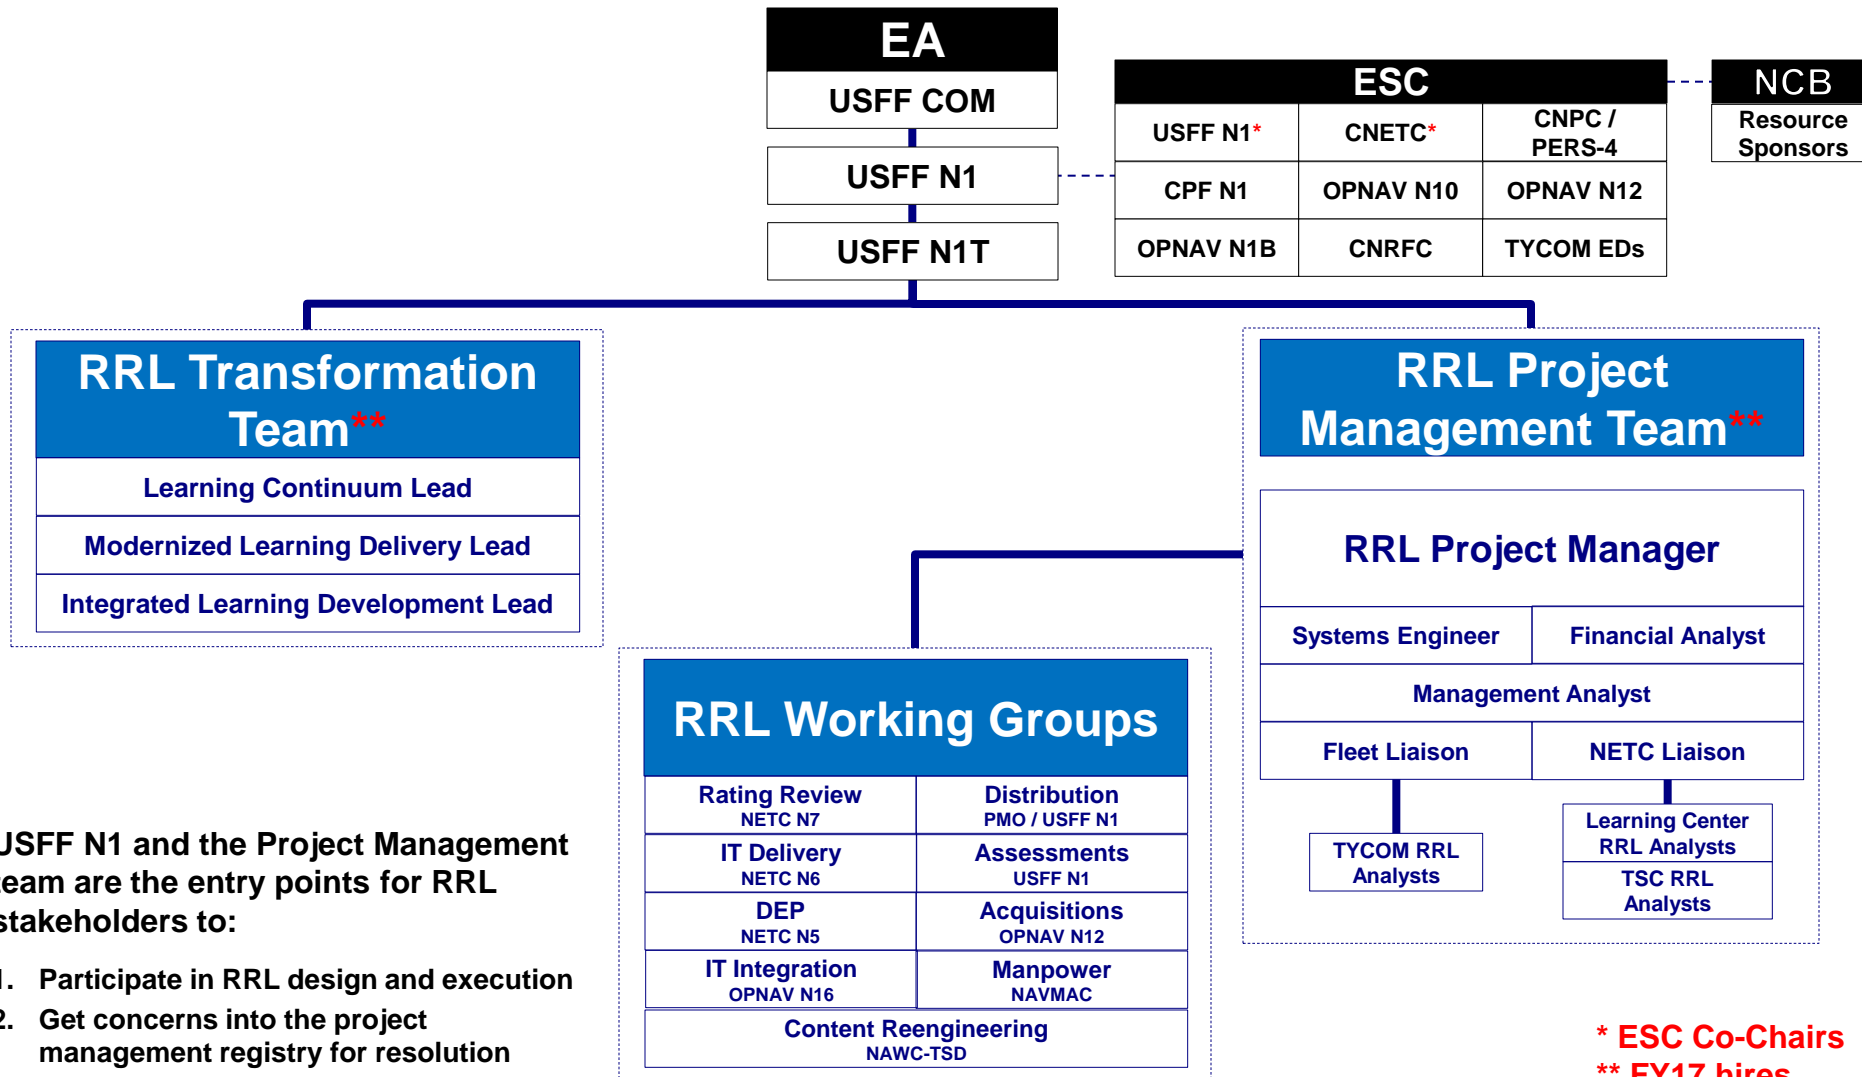 EA
USFF COM
USFF N1
USFF N1T
ESC
USFF N1*
CNETC*
CNPC /
PERS-4
CPF N1
OPNAV N10
OPNAV N12
OPNAV N1B
CNRFC
TYCOM EDs
NCB
Resource
Sponsors
RRL Transformation
Team**
Learning Continuum Lead
Modernized Learning Delivery Lead
Integrated Learning Development Lead
RRL Project
Management Team**
RRL Project Manager
Systems Engineer
Financial Analyst
Management Analyst
Fleet Liaison
NETC Liaison
TYCOM RRL
Analysts
Learning Center
RRL Analysts
TSC RRL
Analysts
RRL Working Groups
Rating Review
NETC N7
Distribution
PMO / USFF N1
IT Delivery
NETC N6
Assessments
USFF N1
DEP
NETC N5
Acquisitions
OPNAV N12
IT Integration
OPNAV N16
Manpower
NAVMAC
Content Reengineering
NAWC-TSD
USFF N1 and the Project Management
team are the entry points for RRL
stakeholders to:
1. Participate in RRL design and execution
2. Get concerns into the project
management registry for resolution
* ESC Co-Chairs
** FY17 hires